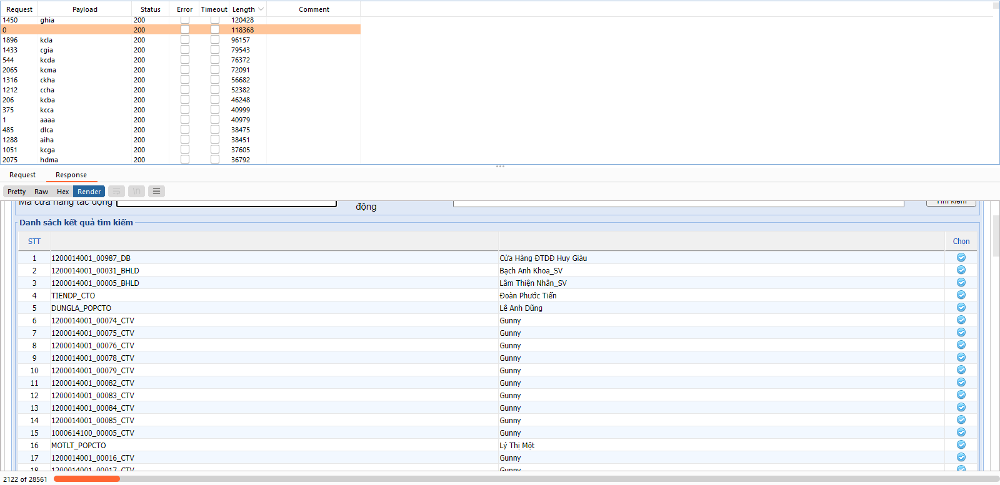 Request Payload Status Error Timeout Length Comment
1450 ghia 200 120428
0 200 118368
1896 kcla 200 96157
1433 cgia 200 79543
544 kcda 200 76372
2065 kcma 200 72091
1316 ckha 200 56682
1212 ccha 200 52382
206 kcba 200 46248
375 kcca 200 40999
1 aaaa 200 40979
485 dlca 200 38475
1288 aiha 200 38451
1051 kcga 200 37605
2075 hdma 200 36792
Request Response
Pretty Raw Hex Render \n
Mã cửa hàng tác động động Tìm kiếm
Danh sách kết quả tìm kiếm
STT Chọn
1 1200014001_00987_DB Cửa Hàng ĐTDĐ Huy Giàu
2 1200014001_00031_BHLD Bạch Anh Khoa_SV
3 1200014001_00005_BHLD Lâm Thiện Nhân_SV
4 TIENDP_CTO Đoàn Phước Tiến
5 DUNGLA_POPCTO Lê Anh Dũng
6 1200014001_00074_CTV Gunny
7 1200014001_00075_CTV Gunny
8 1200014001_00076_CTV Gunny
9 1200014001_00078_CTV Gunny
10 1200014001_00079_CTV Gunny
11 1200014001_00082_CTV Gunny
12 1200014001_00083_CTV Gunny
13 1200014001_00084_CTV Gunny
14 1200014001_00085_CTV Gunny
15 1000614100_00005_CTV Gunny
16 MOTLT_POPCTO Lý Thị Một
17 1200014001_00016_CTV Gunny
18 1200014001_00017_CTV Gunny
2122 of 28561